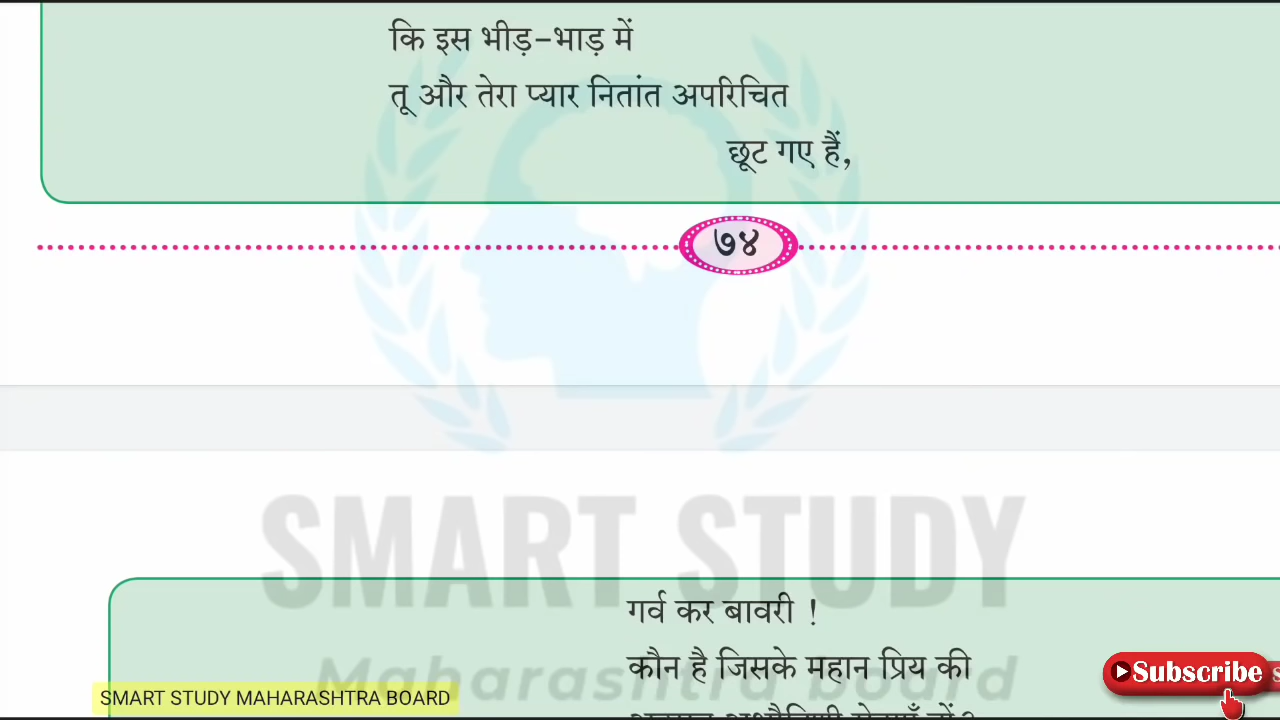 कि इस भीड़-भाड़ में
तू और तेरा प्यार नितांत अपरिचित
छूट गए हैं,
७४
SMART STUDY
Maharashtra board
गर्व कर बावरी !
कौन है जिसके महान प्रिय की
SMART STUDY MAHARASHTRA BOARD
Subscribe